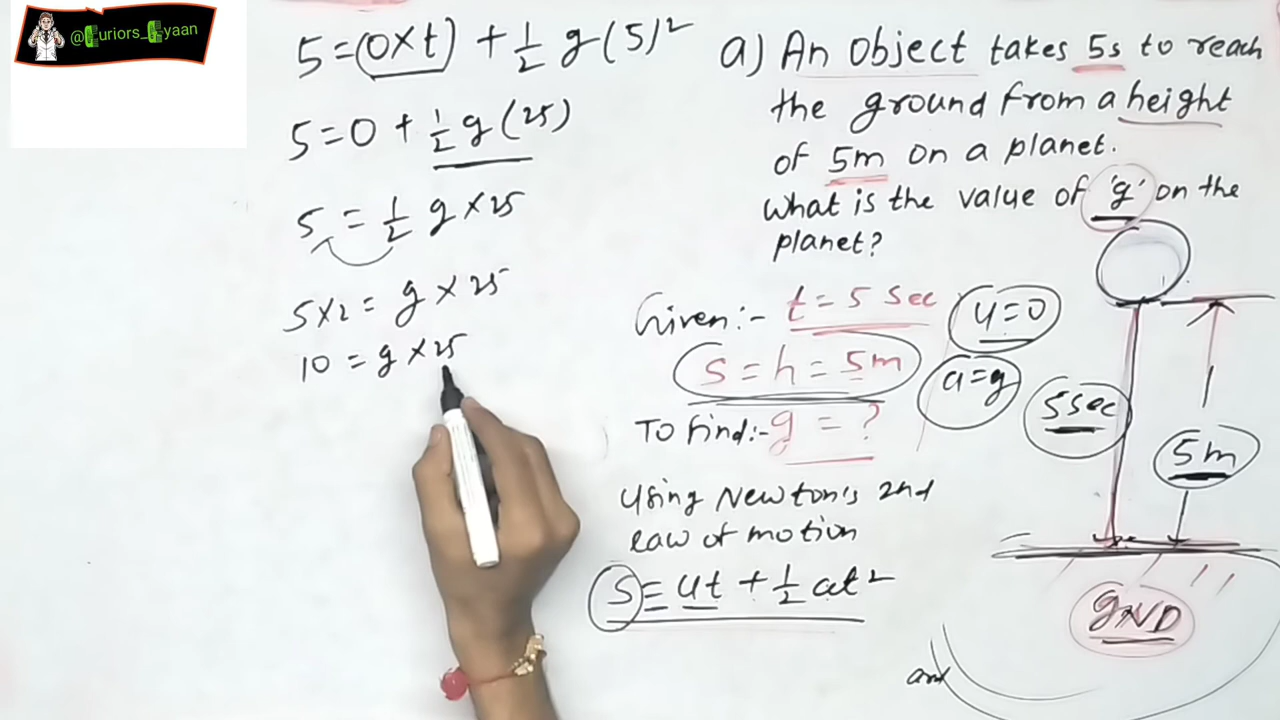 @Curiors_Gyaan
5=(0×t) + 1/2 g(5)²
5=0 + 1/2 g(25)
5 = 1/2 g×25
5×2 = g×25
10 = g×25
a) An object takes 5s to reach
the ground from a height
of 5m on a planet.
What is the value of 'g' on the
planet?
Given:- t = 5 sec
u=0
S = h = 5m
a=g
To find:- g = ?
Using Newton's 2nd
law of motion
S = ut + 1/2 at²
5sec
5m
GND